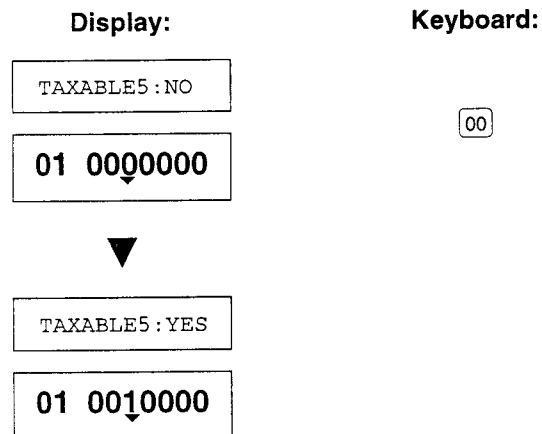 Display: Keyboard:
TAXABLE5:NO
00
01 0000000
TAXABLE5:YES
01 0010000